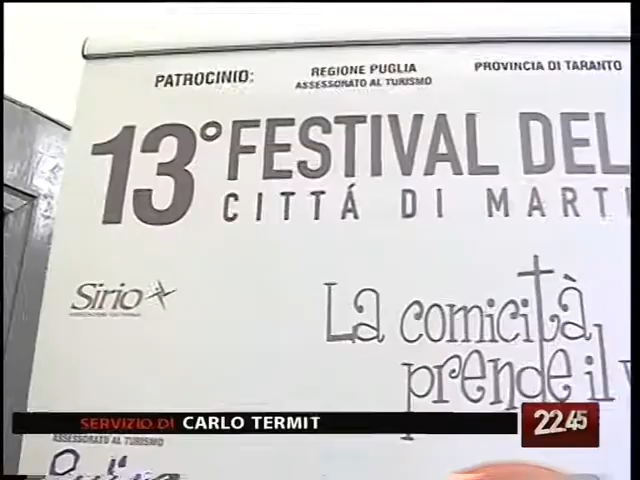 PATROCINIO:
REGIONE PUGLIA
ASSESSORATO AL TURISMO
PROVINCIA DI TARANTO
13° FESTIVAL DEL
CITTÁ DI MARTI
Sirio
La comicità
prende il
SERVIZIO DI CARLO TERMIT
22.45
ASSESSORATO AL TURISMO